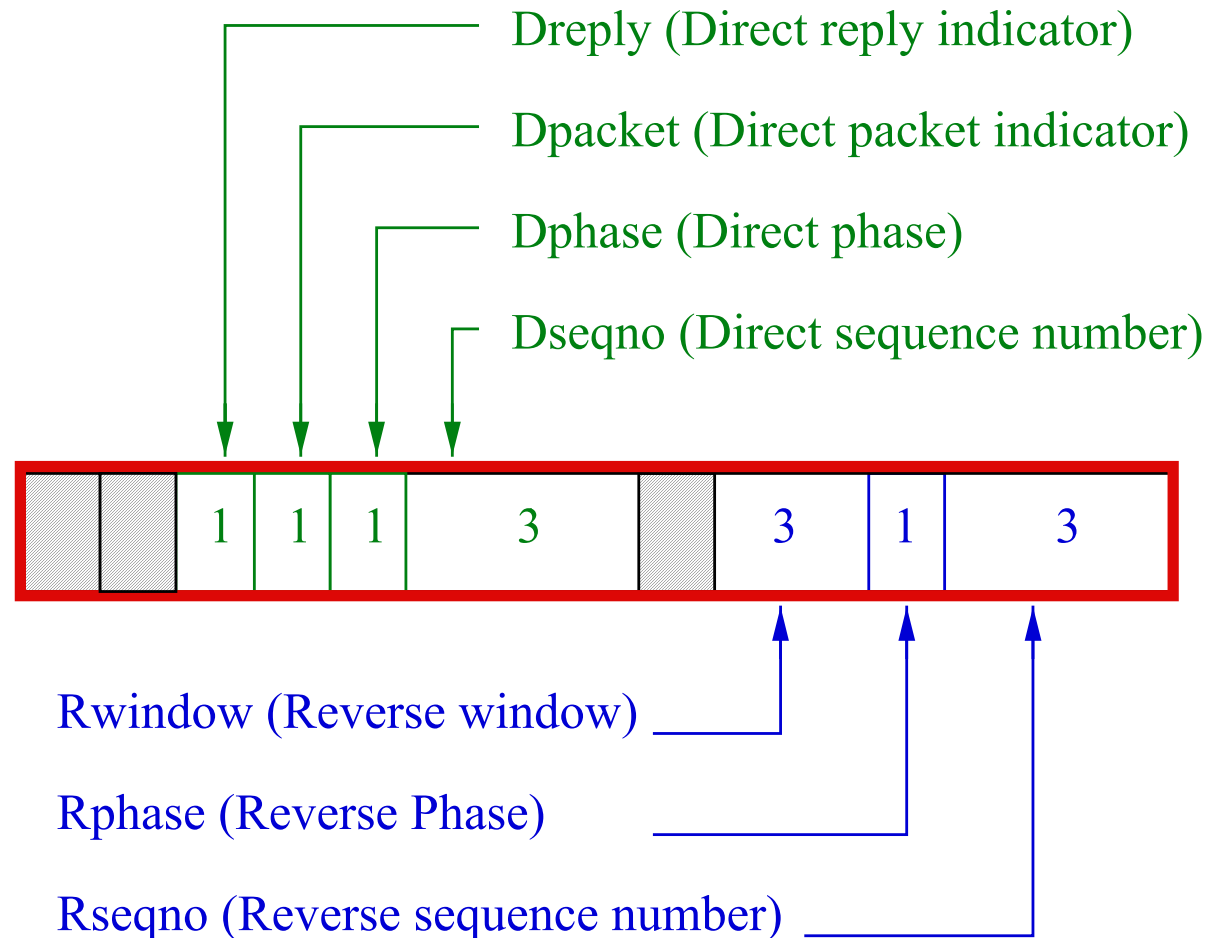 Dreply (Direct reply indicator)
Dpacket (Direct packet indicator)
Dphase (Direct phase)
Dseqno (Direct sequence number)
1 1 1 3 3 1 3
Rwindow (Reverse window)
Rphase (Reverse Phase)
Rseqno (Reverse sequence number)